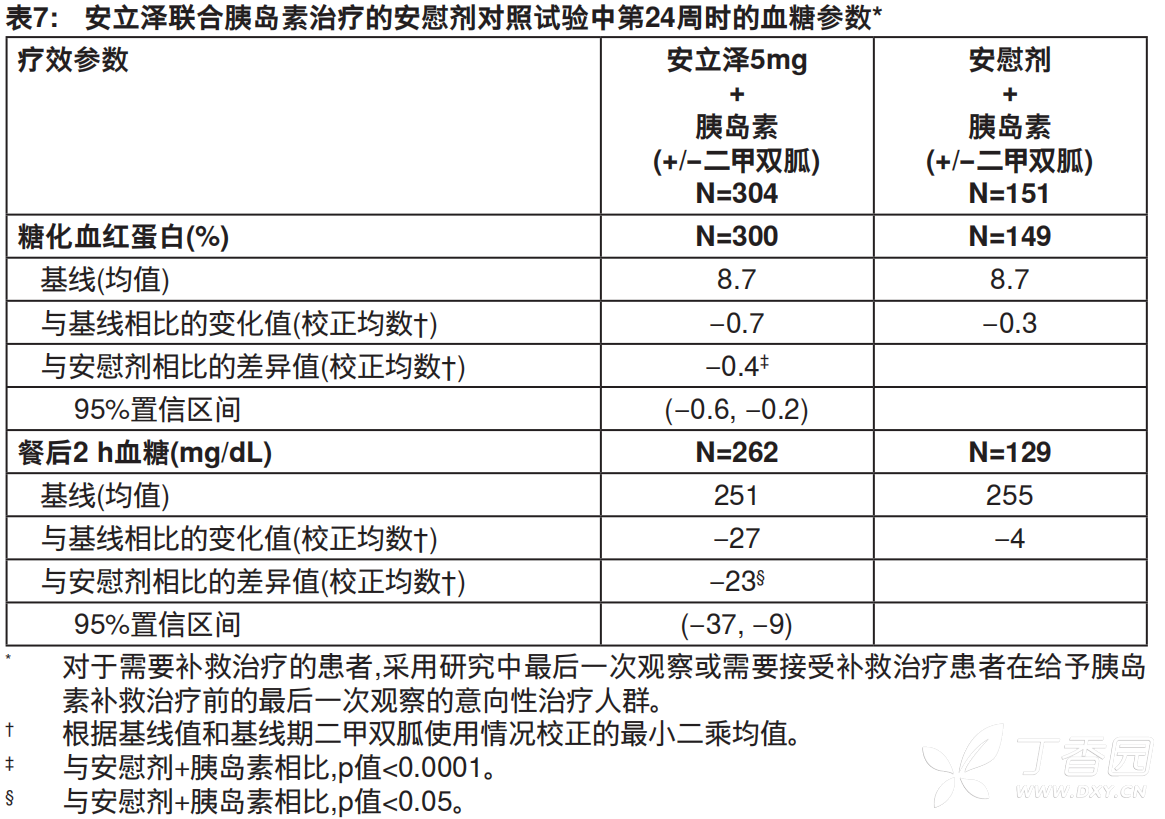 表7: 安立泽联合胰岛素治疗的安慰剂对照试验中第24周时的血糖参数*
疗效参数 安立泽5mg 安慰剂
+ +
胰岛素 胰岛素
(+/−二甲双胍) (+/−二甲双胍)
N=304 N=151
糖化血红蛋白(%) N=300 N=149
基线(均值) 8.7 8.7
与基线相比的变化值(校正均数†) −0.7 −0.3
与安慰剂相比的差异值(校正均数†) −0.4‡
95%置信区间 (−0.6, −0.2)
餐后2 h血糖(mg/dL) N=262 N=129
基线(均值) 251 255
与基线相比的变化值(校正均数†) −27 −4
与安慰剂相比的差异值(校正均数†) −23§
95%置信区间 (−37, −9)
* 对于需要补救治疗的患者,采用研究中最后一次观察或需要接受补救治疗患者在给予胰岛
素补救治疗前的最后一次观察的意向性治疗人群。
† 根据基线值和基线期二甲双胍使用情况校正的最小二乘均值。
‡ 与安慰剂+胰岛素相比,p值<0.0001。
§ 与安慰剂+胰岛素相比,p值<0.05。
丁香园
WWW.DXY.CN